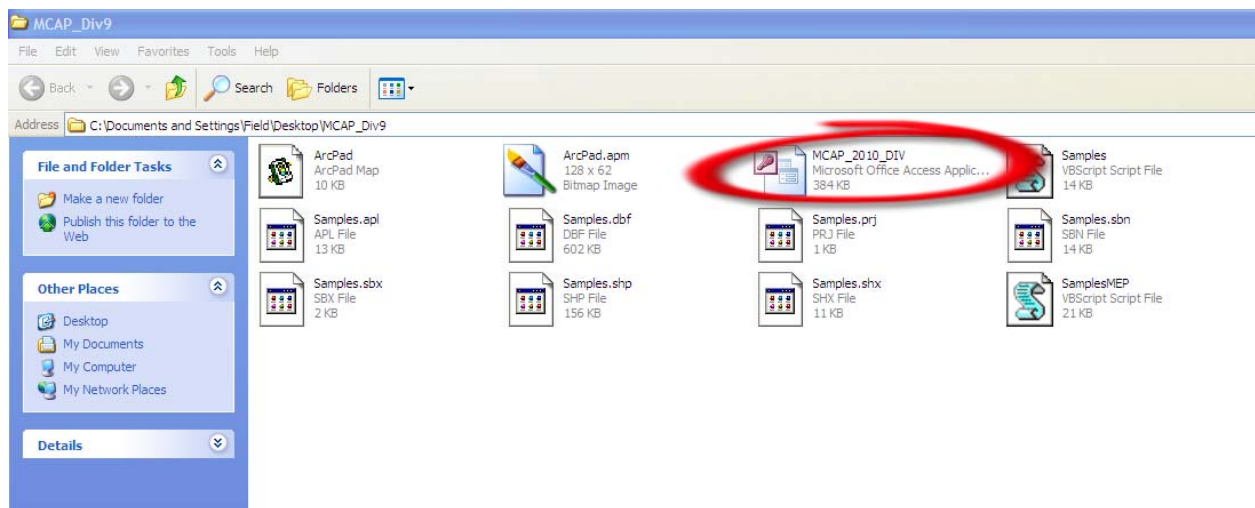 MCAP_Div9
File Edit View Favorites Tools Help
Back Search Folders
Address C:\Documents and Settings\Field\Desktop\MCAP_Div9
File and Folder Tasks
Make a new folder
Publish this folder to the
Web
Other Places
Desktop
My Documents
My Computer
My Network Places
Details
ArcPad
ArcPad Map
10 KB
ArcPad.apm
128 x 62
Bitmap Image
MCAP_2010_DIV
Microsoft Office Access Applic...
384 KB
Samples
VBScript Script File
14 KB
Samples.apl
APL File
13 KB
Samples.dbf
DBF File
602 KB
Samples.prj
PRJ File
1 KB
Samples.sbn
SBN File
14 KB
Samples.sbx
SBX File
2 KB
Samples.shp
SHP File
156 KB
Samples.shx
SHX File
11 KB
SamplesMEP
VBScript Script File
21 KB